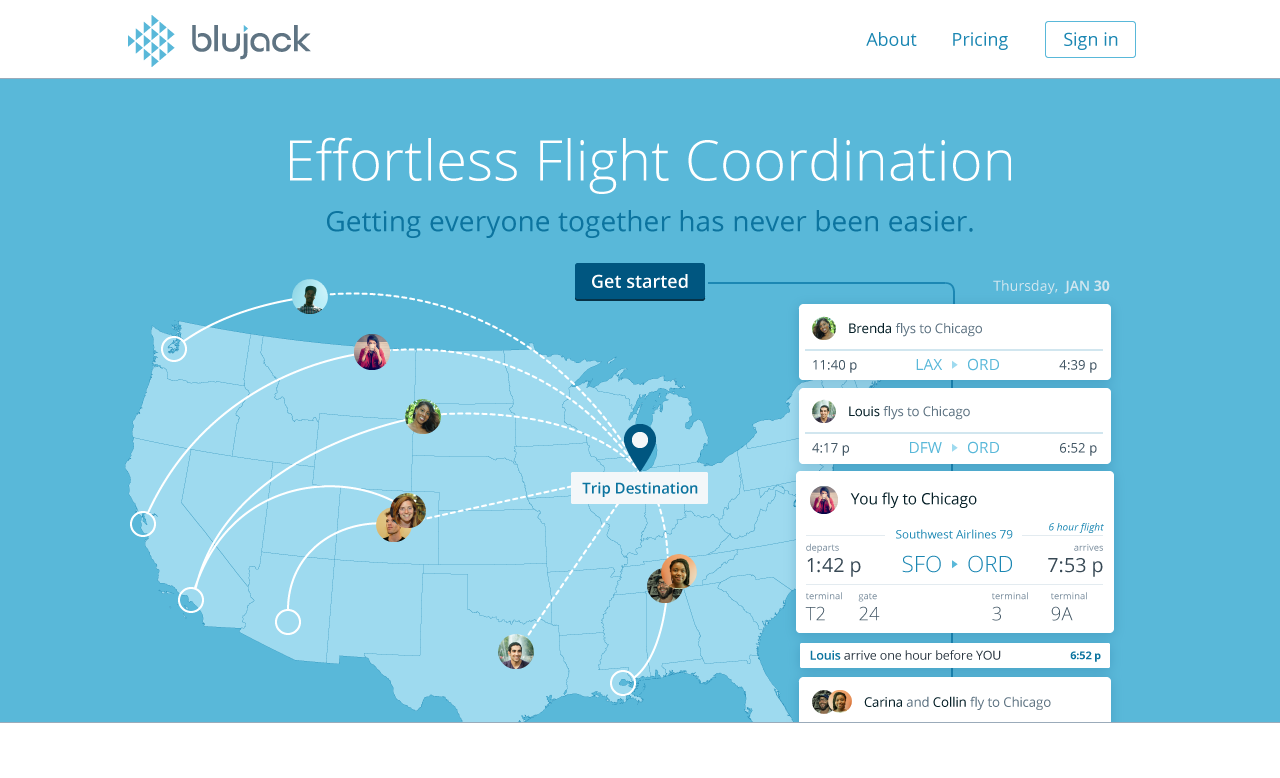 blujack
About Pricing Sign in
Effortless Flight Coordination
Getting everyone together has never been easier.
Get started
Thursday, JAN 30
Brenda flys to Chicago
11:40 p LAX ORD 4:39 p
Louis flys to Chicago
4:17 p DFW ORD 6:52 p
Trip Destination
You fly to Chicago
6 hour flight
Southwest Airlines 79
departs arrives
1:42 p SFO ORD 7:53 p
terminal gate terminal terminal
T2 24 3 9A
Louis arrive one hour before YOU 6:52 p
Carina and Collin fly to Chicago